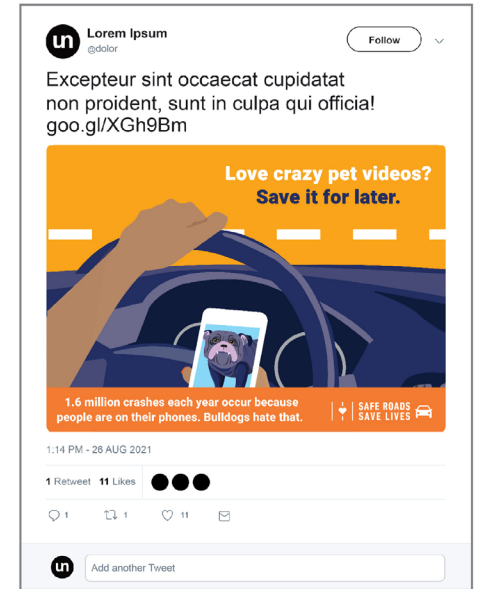 un
Lorem Ipsum
@dolor
Follow
Excepteur sint occaecat cupidatat
non proident, sunt in culpa qui officia!
goo.gl/XGh9Bm
Love crazy pet videos?
Save it for later.
1.6 million crashes each year occur because
people are on their phones. Bulldogs hate that.
SAFE ROADS
SAVE LIVES
1:14 PM - 26 AUG 2021
1 Retweet 11 Likes
1 1 11
un
Add another Tweet